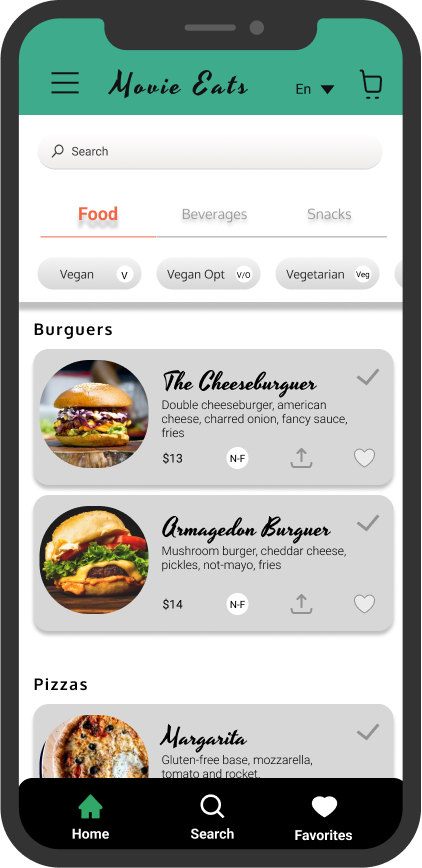 Movie Eats
En
Search
Food Beverages Snacks
Vegan V Vegan Opt V/O Vegetarian Veg
Burguers
The Cheeseburguer
Double cheeseburger, american
cheese, charred onion, fancy sauce,
fries
$13 N-F
Armagedon Burguer
Mushroom burger, cheddar cheese,
pickles, not-mayo, fries
$14 N-F
Pizzas
Margarita
Gluten-free base, mozzarella,
tomato and rocket.
Home Search Favorites